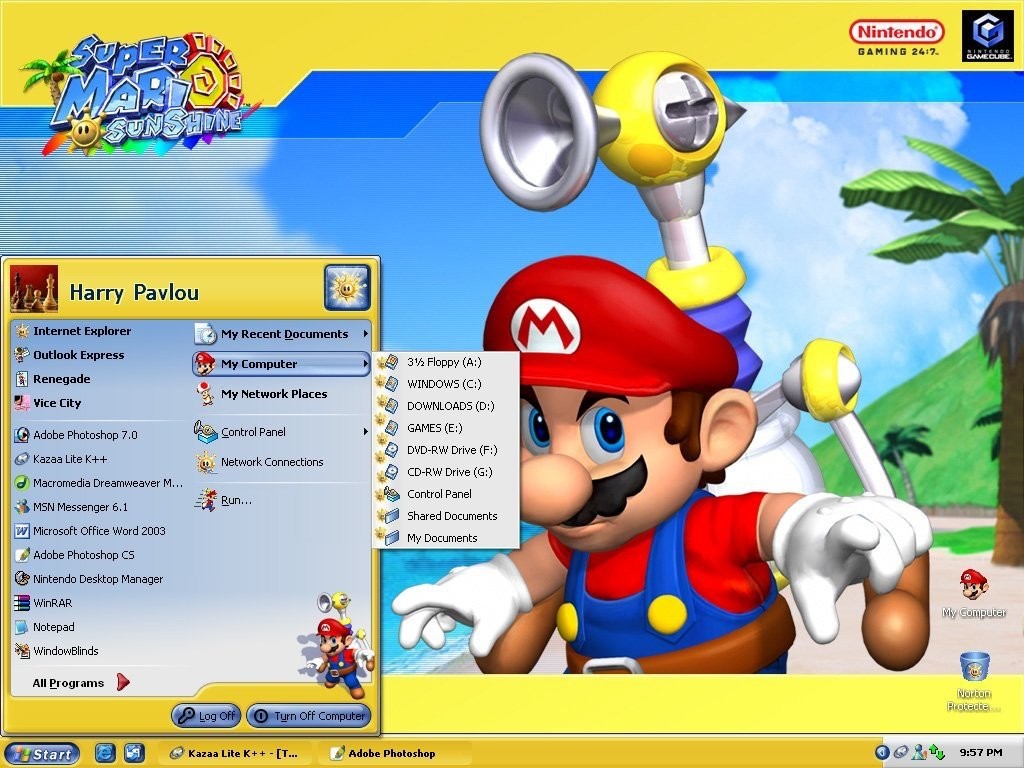 SUPER
MARIO
SUNSHINE
™
Nintendo®
GAMING 24:7™
NINTENDO
GAMECUBE™
Harry Pavlou
Internet Explorer
Outlook Express
Renegade
Vice City
Adobe Photoshop 7.0
Kazaa Lite K++
Macromedia Dreamweaver M...
MSN Messenger 6.1
Microsoft Office Word 2003
Adobe Photoshop CS
Nintendo Desktop Manager
WinRAR
Notepad
WindowBlinds
All Programs
My Recent Documents
My Computer
My Network Places
Control Panel
Network Connections
Run...
3½ Floppy (A:)
WINDOWS (C:)
DOWNLOADS (D:)
GAMES (E:)
DVD-RW Drive (F:)
CD-RW Drive (G:)
Control Panel
Shared Documents
My Documents
M
My Computer
Norton
Protecte...
Log Off
Turn Off Computer
Start
Kazaa Lite K++ - [T...
Adobe Photoshop
9:57 PM